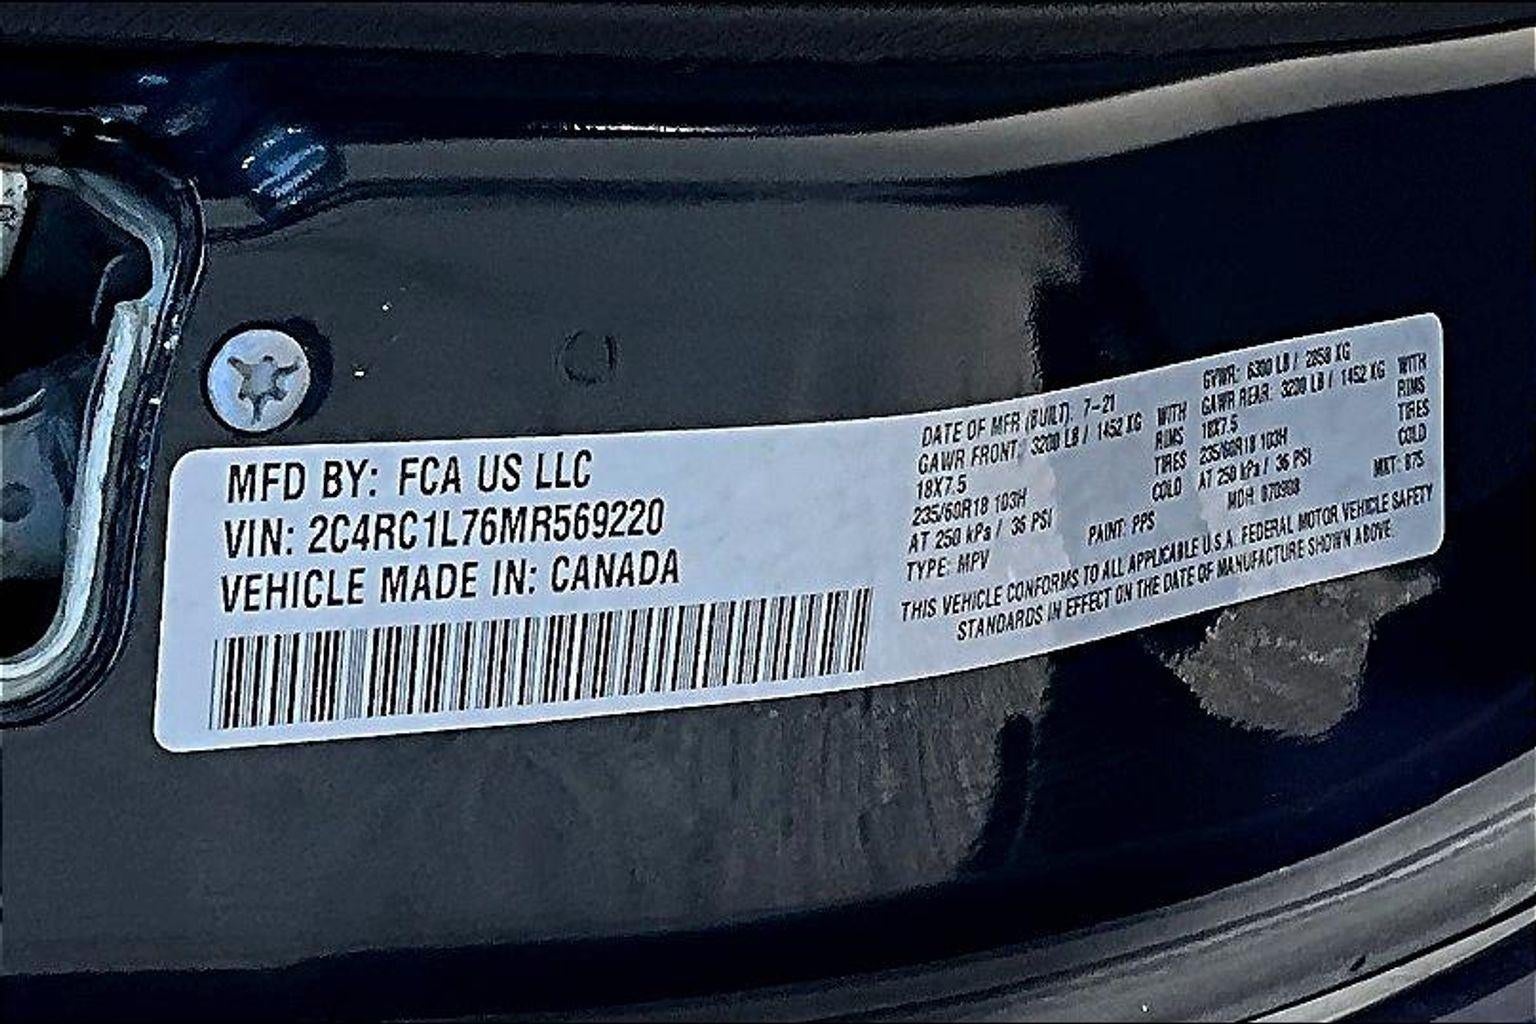 MFD BY: FCA US LLC
VIN: 2C4RC1L76MR569220
VEHICLE MADE IN: CANADA
DATE OF MFR (BUILT), 7-21
GAWR FRONT: 3200 LB / 1452 KG WITH
18X7.5 RIMS
235/60R18 103H TIRES
AT 250 kPa / 36 PSI COLD
TYPE: MPV PAINT: PPS
GVWR: 6300 LB / 2858 KG
GAWR REAR: 3200 LB / 1452 KG WITH
18X7.5 RIMS
235/60R18 103H TIRES
AT 250 kPa / 36 PSI COLD
MDH: MXT: 875
THIS VEHICLE CONFORMS TO ALL APPLICABLE U.S.A. FEDERAL MOTOR VEHICLE SAFETY
STANDARDS IN EFFECT ON THE DATE OF MANUFACTURE SHOWN ABOVE.